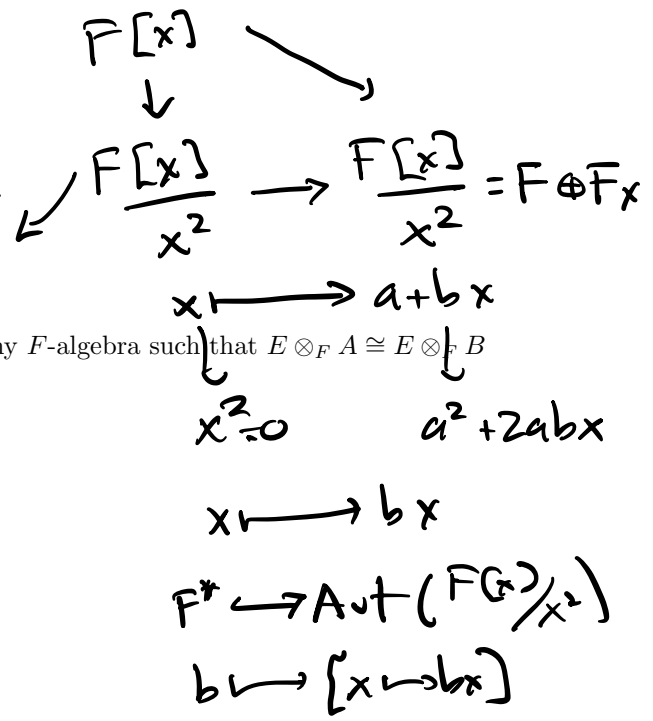 F[x]
F[x]/x² → F[x]/x² = F ⊕ Fx
x ↦ a+bx
ny F-algebra such that E ⊗_F A ≅ E ⊗_F B
x²=0 a²+2abx
x ↦ bx
F* ↔ Aut(F[x]/x²)
b ↦ [x ↦ bx]